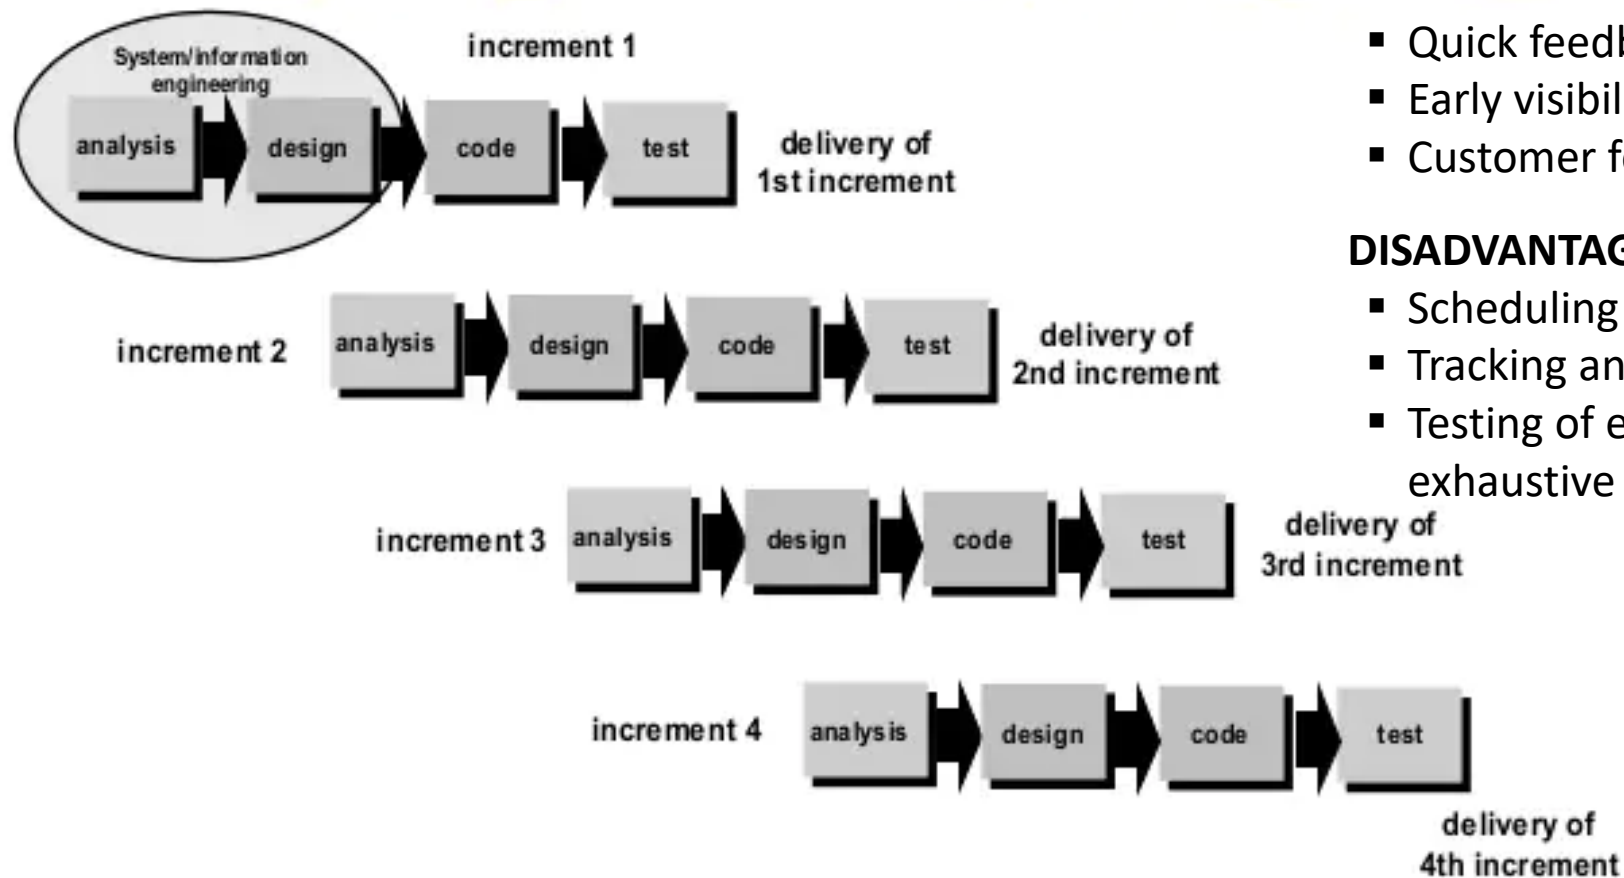 System/information
engineering
increment 1
analysis
design
code
test
delivery of
1st increment
increment 2
analysis
design
code
test
delivery of
2nd increment
increment 3
analysis
design
code
test
delivery of
3rd increment
increment 4
analysis
design
code
test
delivery of
4th increment
▪ Quick feedb
▪ Early visibil
▪ Customer
DISADVANTAG
▪ Scheduling
▪ Tracking an
▪ Testing of
exhaustive